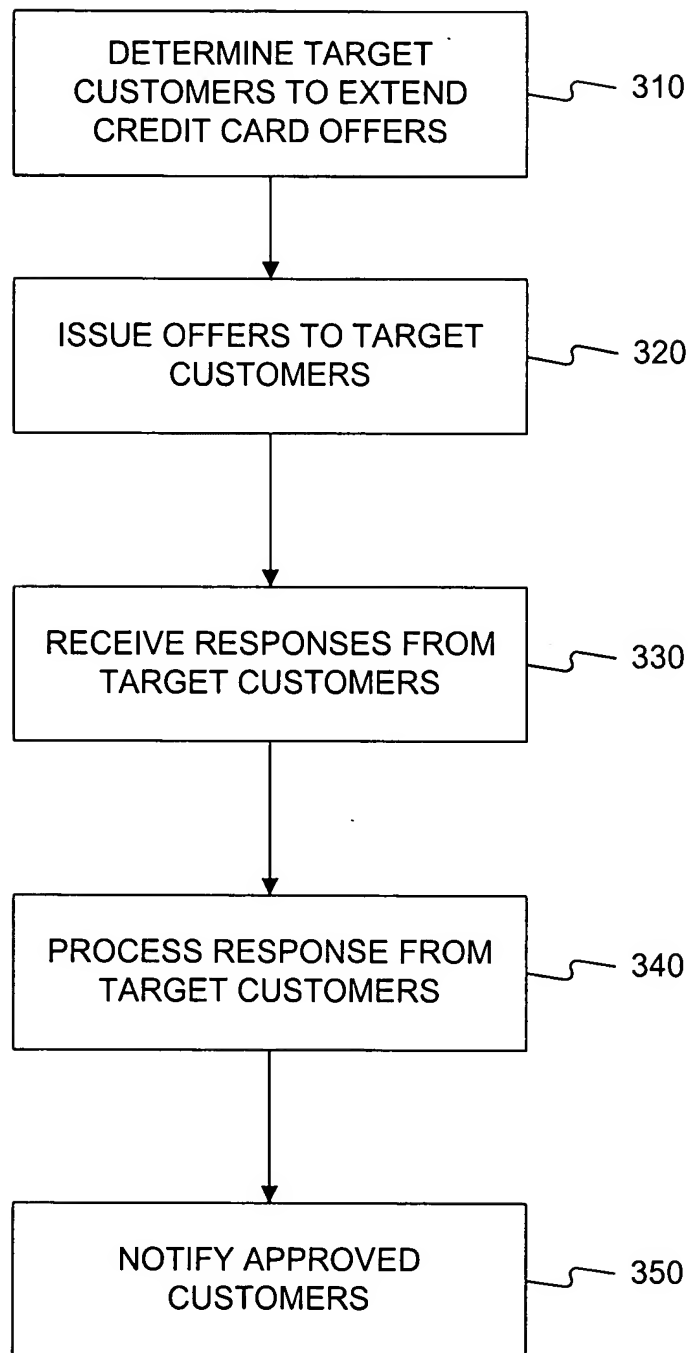 DETERMINE TARGET
CUSTOMERS TO EXTEND
CREDIT CARD OFFERS
310
ISSUE OFFERS TO TARGET
CUSTOMERS
320
RECEIVE RESPONSES FROM
TARGET CUSTOMERS
330
PROCESS RESPONSE FROM
TARGET CUSTOMERS
340
NOTIFY APPROVED
CUSTOMERS
350